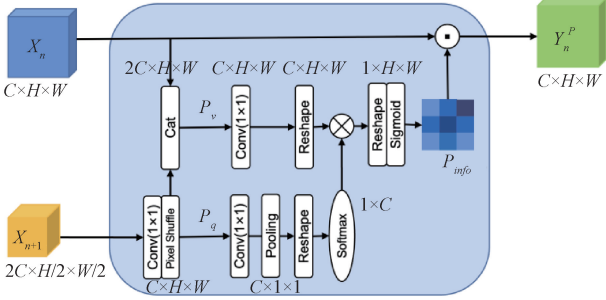 X_n
Y_n^P
C×H×W
2C×H×W
C×H×W
C×H×W
1×H×W
C×H×W
Cat
P_v
Conv(1×1)
Reshape
Reshape
Sigmoid
P_info
X_{n+1}
2C×H/2×W/2
Conv(1×1)
Pixel Shuffle
P_q
Conv(1×1)
Pooling
Reshape
Softmax
1×C
C×H×W
C×1×1